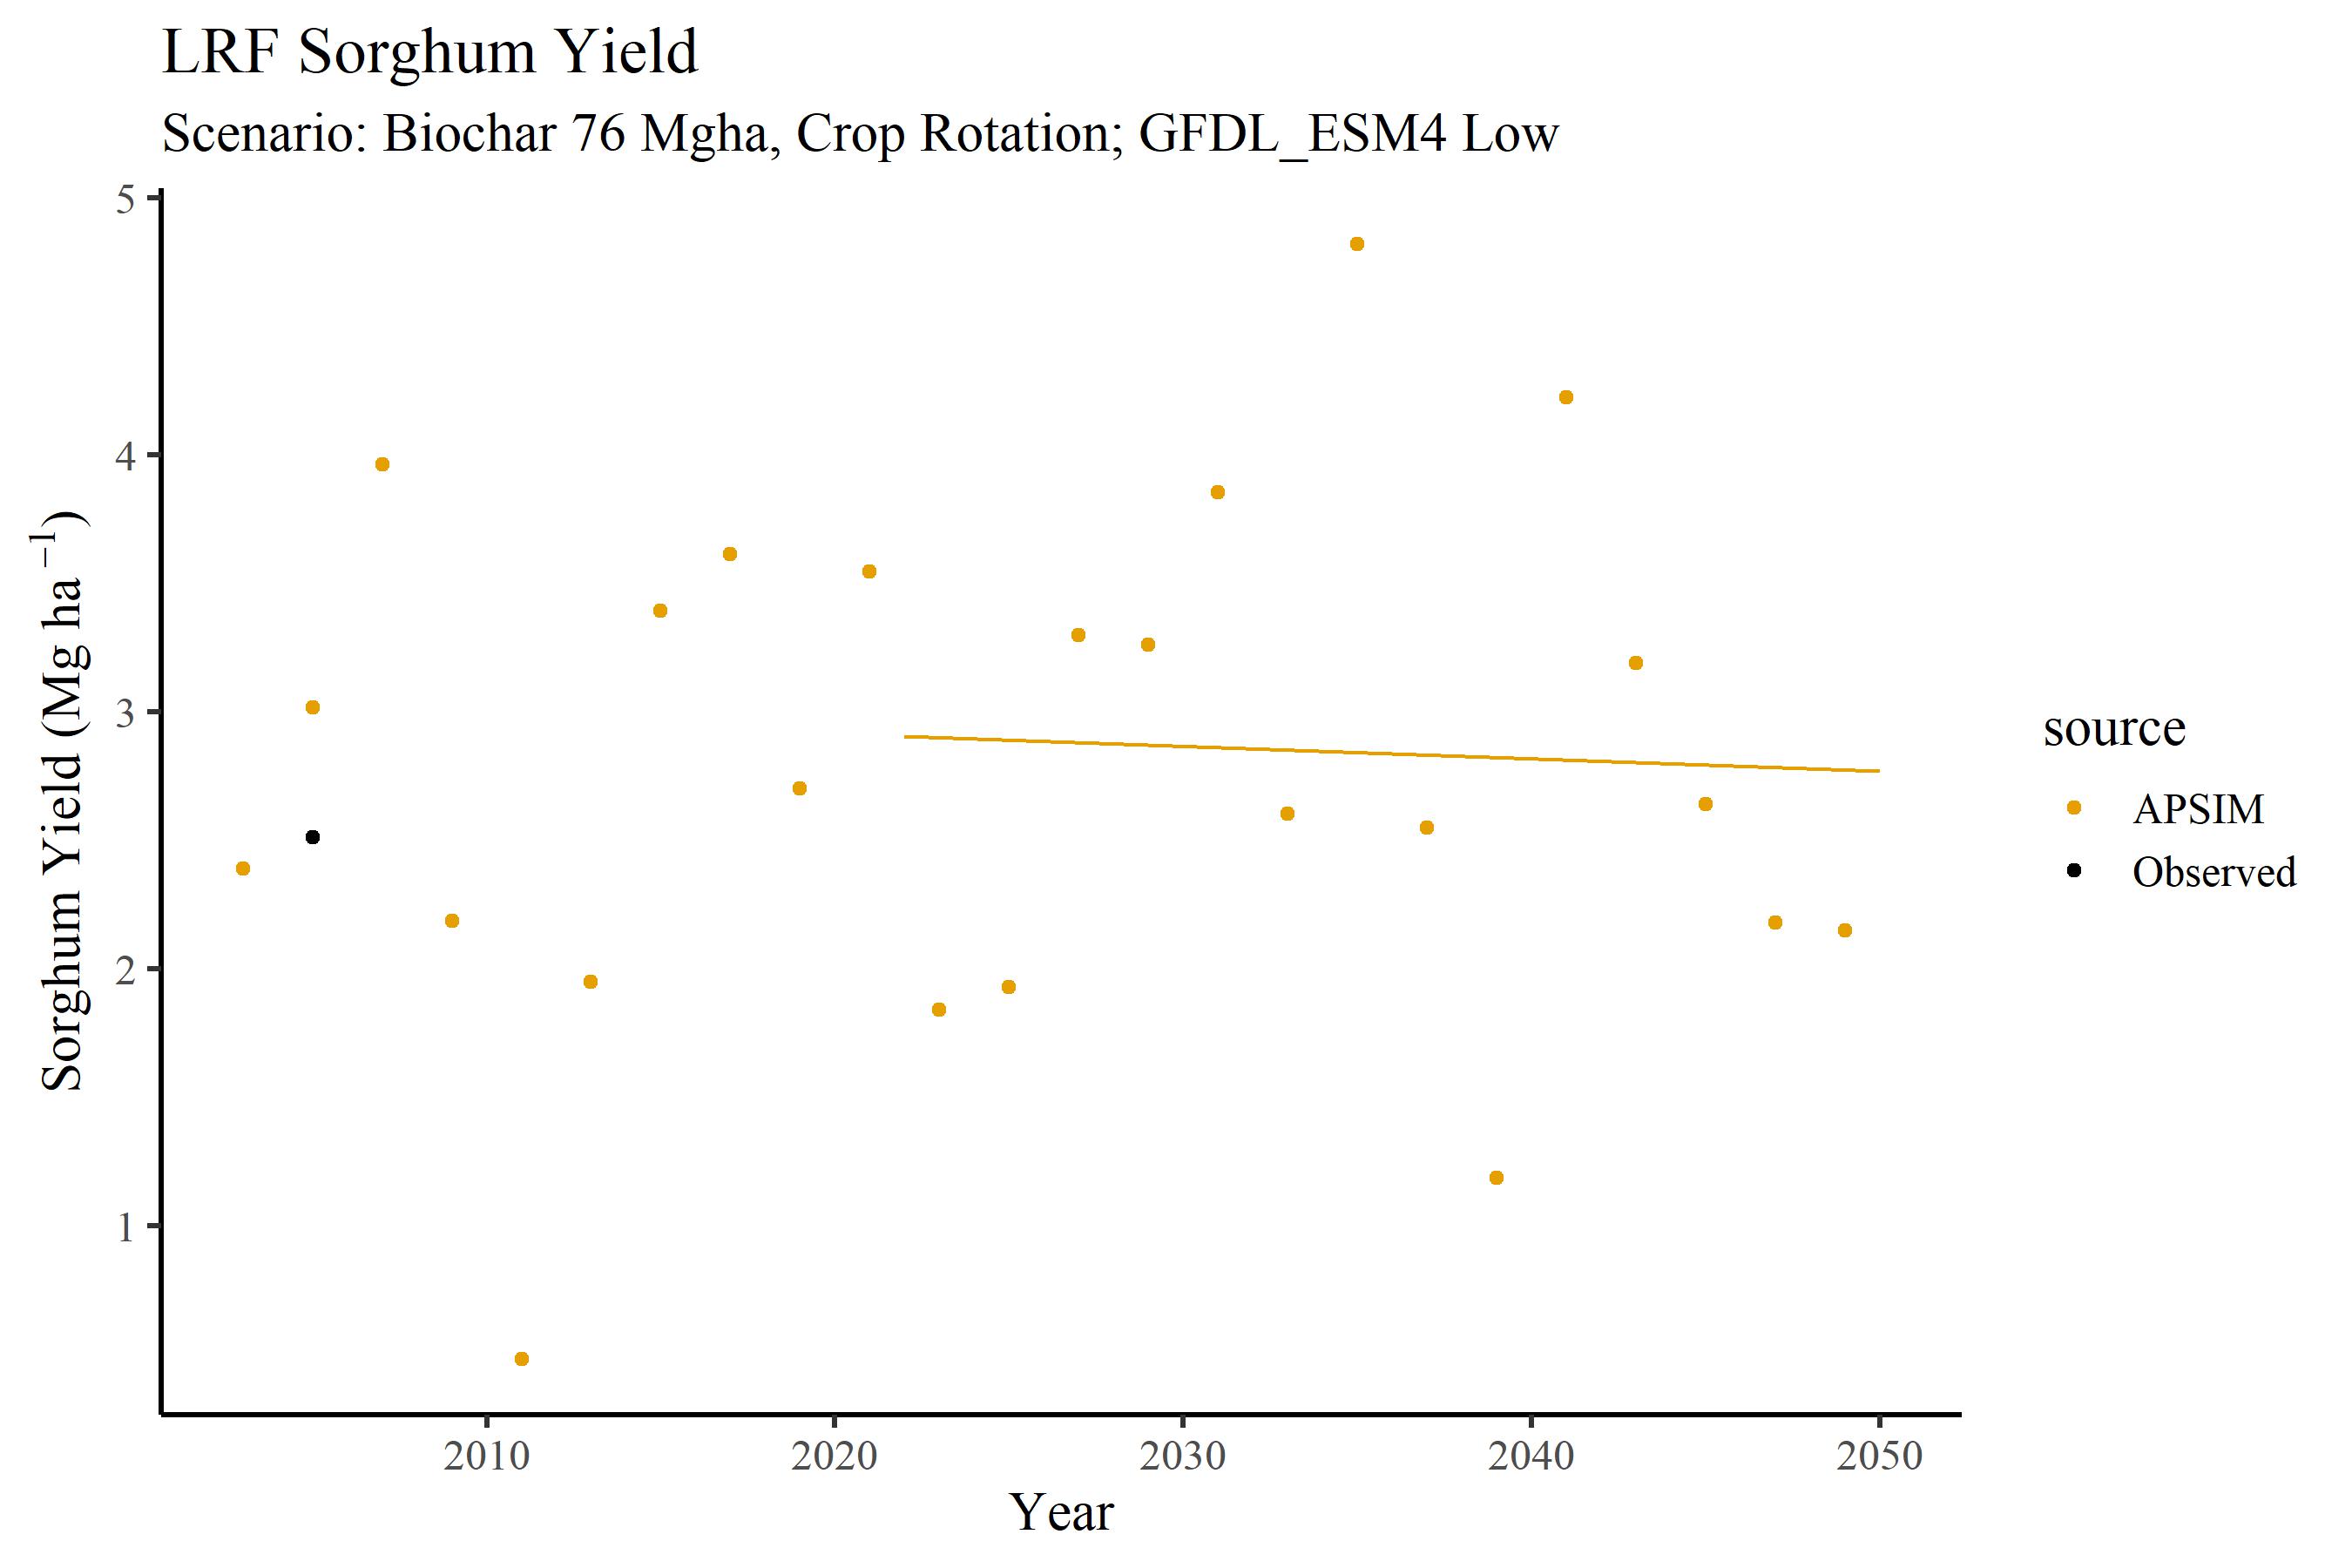 LRF Sorghum Yield
Scenario: Biochar 76 Mgha, Crop Rotation; GFDL_ESM4 Low
Sorghum Yield (Mg ha⁻¹)
5
4
3
2
1
2010
2020
2030
2040
2050
Year
source
APSIM
Observed